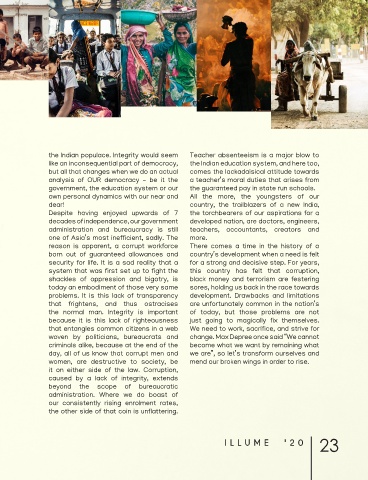 the Indian populace. Integrity would seem
like an inconsequential part of democracy,
but all that changes when we do an actual
analysis of OUR democracy - be it the
government, the education system or our
own personal dynamics with our near and
dear!
Despite having enjoyed upwards of 7
decades of independence, our government
administration and bureaucracy is still
one of Asia's most inefficient, sadly. The
reason is apparent, a corrupt workforce
born out of guaranteed allowances and
security for life. It is a sad reality that a
system that was first set up to fight the
shackles of oppression and bigotry, is
today an embodiment of those very same
problems. It is this lack of transparency
that frightens, and thus ostracises
the normal man. Integrity is important
because it is this lack of righteousness
that entangles common citizens in a web
woven by politicians, bureaucrats and
criminals alike, because at the end of the
day, all of us know that corrupt men and
women, are destructive to society, be
it on either side of the law. Corruption,
caused by a lack of integrity, extends
beyond the scope of bureaucratic
administration. Where we do boast of
our consistently rising enrolment rates,
the other side of that coin is unflattering.
Teacher absenteeism is a major blow to
the Indian education system, and here too,
comes the lackadaisical attitude towards
a teacher's moral duties that arises from
the guaranteed pay in state run schools.
All the more, the youngsters of our
country, the trailblazers of a new India,
the torchbearers of our aspirations for a
developed nation, are doctors, engineers,
teachers, accountants, creators and
more.
There comes a time in the history of a
country's development when a need is felt
for a strong and decisive step. For years,
this country has felt that corruption,
black money and terrorism are festering
sores, holding us back in the race towards
development. Drawbacks and limitations
are unfortunately common in the nation's
of today, but those problems are not
just going to magically fix themselves.
We need to work, sacrifice, and strive for
change. Max Depree once said "We cannot
become what we want by remaining what
we are", so let's transform ourselves and
mend our broken wings in order to rise.
ILLUME '20
23